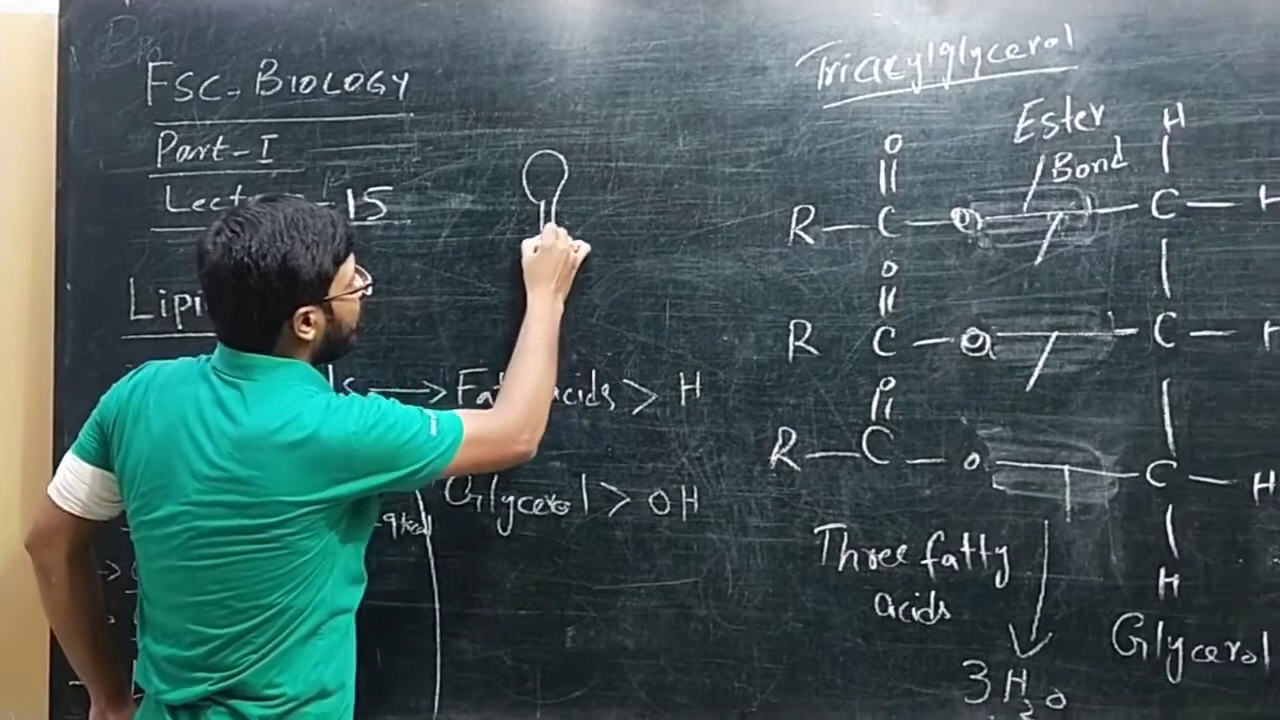 FSC-BIOLOGY
Part-I
15
Fatty acids > H
Glycerol > OH
Triacylglycerol
Ester
Bond
H
O
R-C-O-C-H
O
R C-O-C-H
O
R-C-O-C-H
H
Three fatty
acids
Glycerol
3H2O